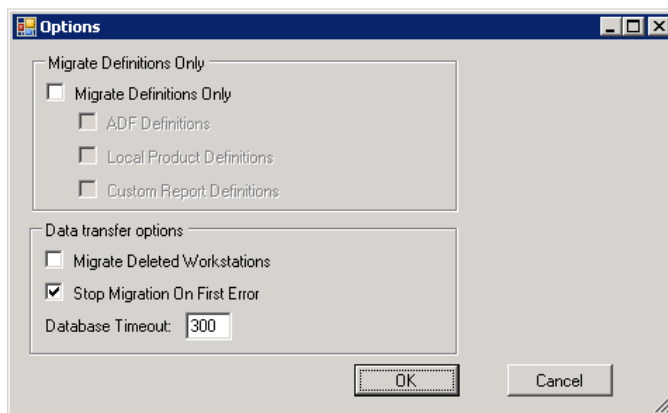 Options
Migrate Definitions Only
Migrate Definitions Only
ADF Definitions
Local Product Definitions
Custom Report Definitions
Data transfer options
Migrate Deleted Workstations
Stop Migration On First Error
Database Timeout: 300
OK Cancel